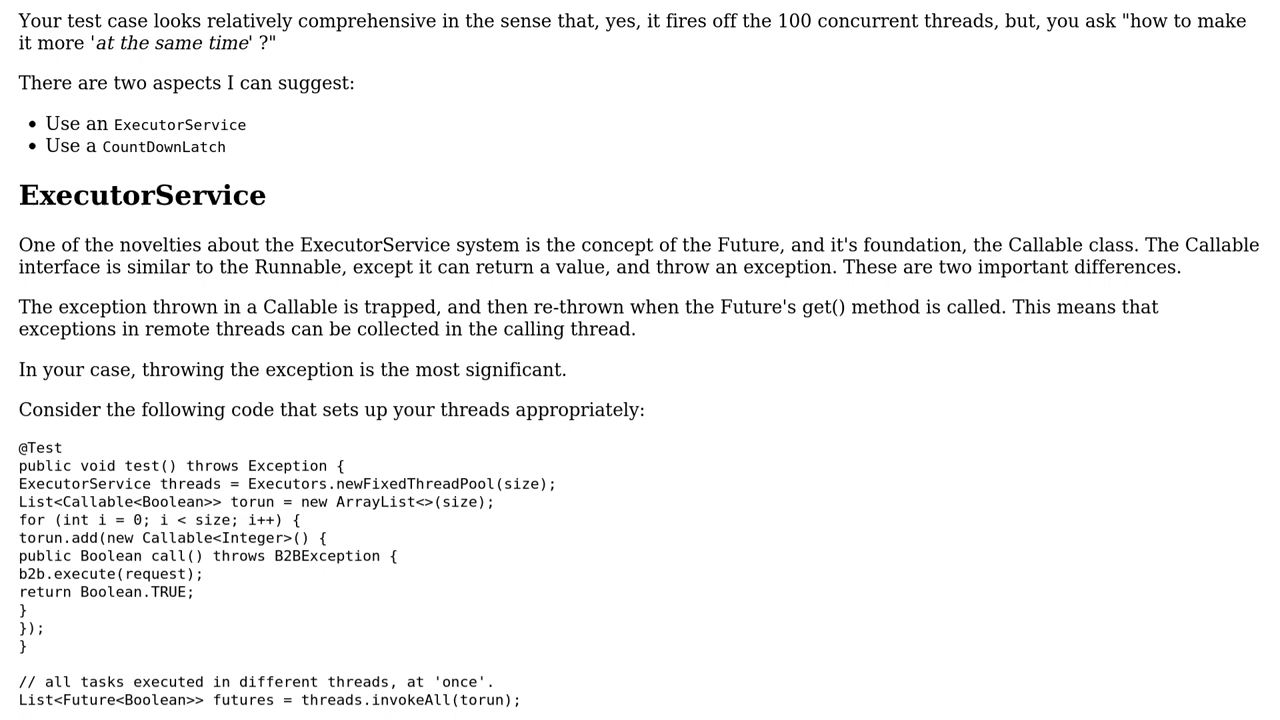 Your test case looks relatively comprehensive in the sense that, yes, it fires off the 100 concurrent threads, but, you ask "how to make
it more 'at the same time' ?"
There are two aspects I can suggest:
• Use an ExecutorService
• Use a CountDownLatch
ExecutorService
One of the novelties about the ExecutorService system is the concept of the Future, and it's foundation, the Callable class. The Callable
interface is similar to the Runnable, except it can return a value, and throw an exception. These are two important differences.
The exception thrown in a Callable is trapped, and then re-thrown when the Future's get() method is called. This means that
exceptions in remote threads can be collected in the calling thread.
In your case, throwing the exception is the most significant.
Consider the following code that sets up your threads appropriately:
@Test
public void test() throws Exception {
ExecutorService threads = Executors.newFixedThreadPool(size);
List<Callable<Boolean>> torun = new ArrayList<>(size);
for (int i = 0; i < size; i++) {
torun.add(new Callable<Integer>() {
public Boolean call() throws B2BException {
b2b.execute(request);
return Boolean.TRUE;
}
});
}
// all tasks executed in different threads, at 'once'.
List<Future<Boolean>> futures = threads.invokeAll(torun);